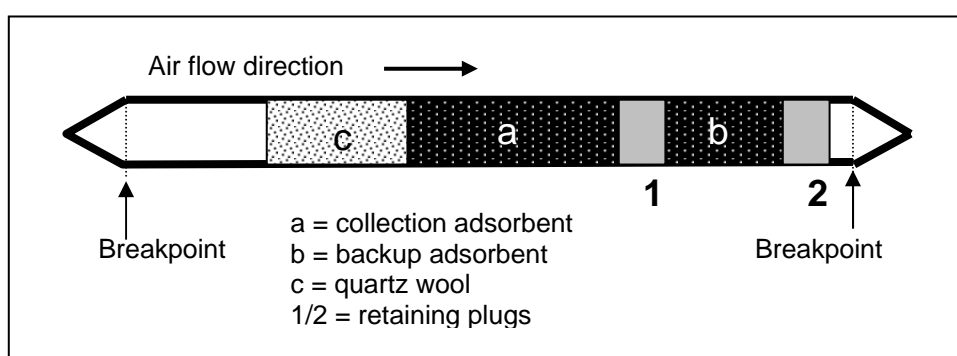 Air flow direction
c a b
1 2
Breakpoint Breakpoint
a = collection adsorbent
b = backup adsorbent
c = quartz wool
1/2 = retaining plugs